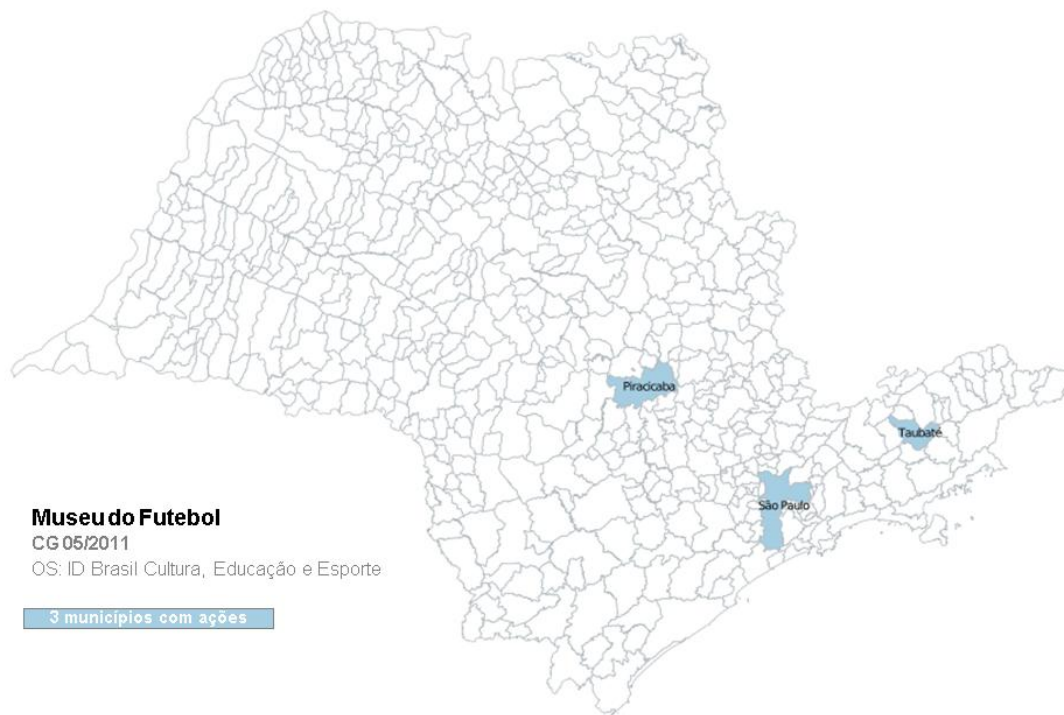 Piracicaba
Taubaté
São Paulo
Museu do Futebol
CG 05/2011
OS: ID Brasil Cultura, Educação e Esporte
3 municípios com ações